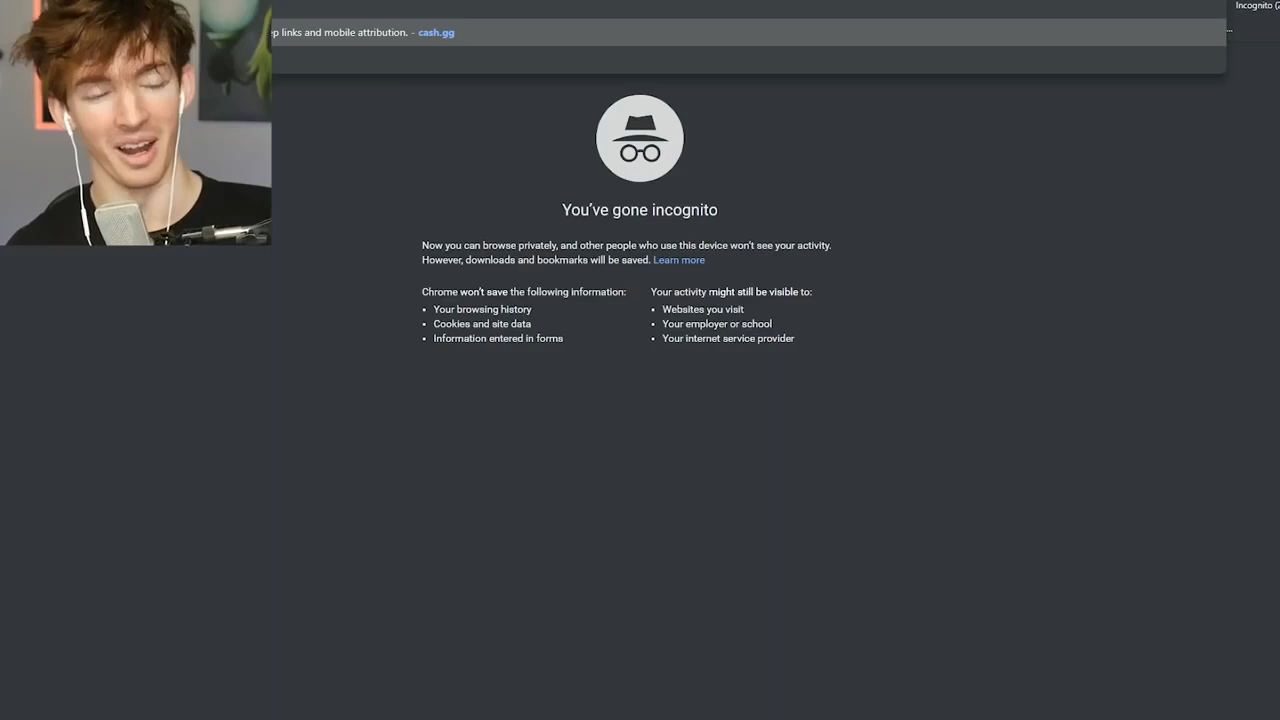 Incognito (2
ep links and mobile attribution. - cash.gg
...
You've gone incognito
Now you can browse privately, and other people who use this device won't see your activity.
However, downloads and bookmarks will be saved. Learn more
Chrome won't save the following information:
• Your browsing history
• Cookies and site data
• Information entered in forms
Your activity might still be visible to:
• Websites you visit
• Your employer or school
• Your internet service provider